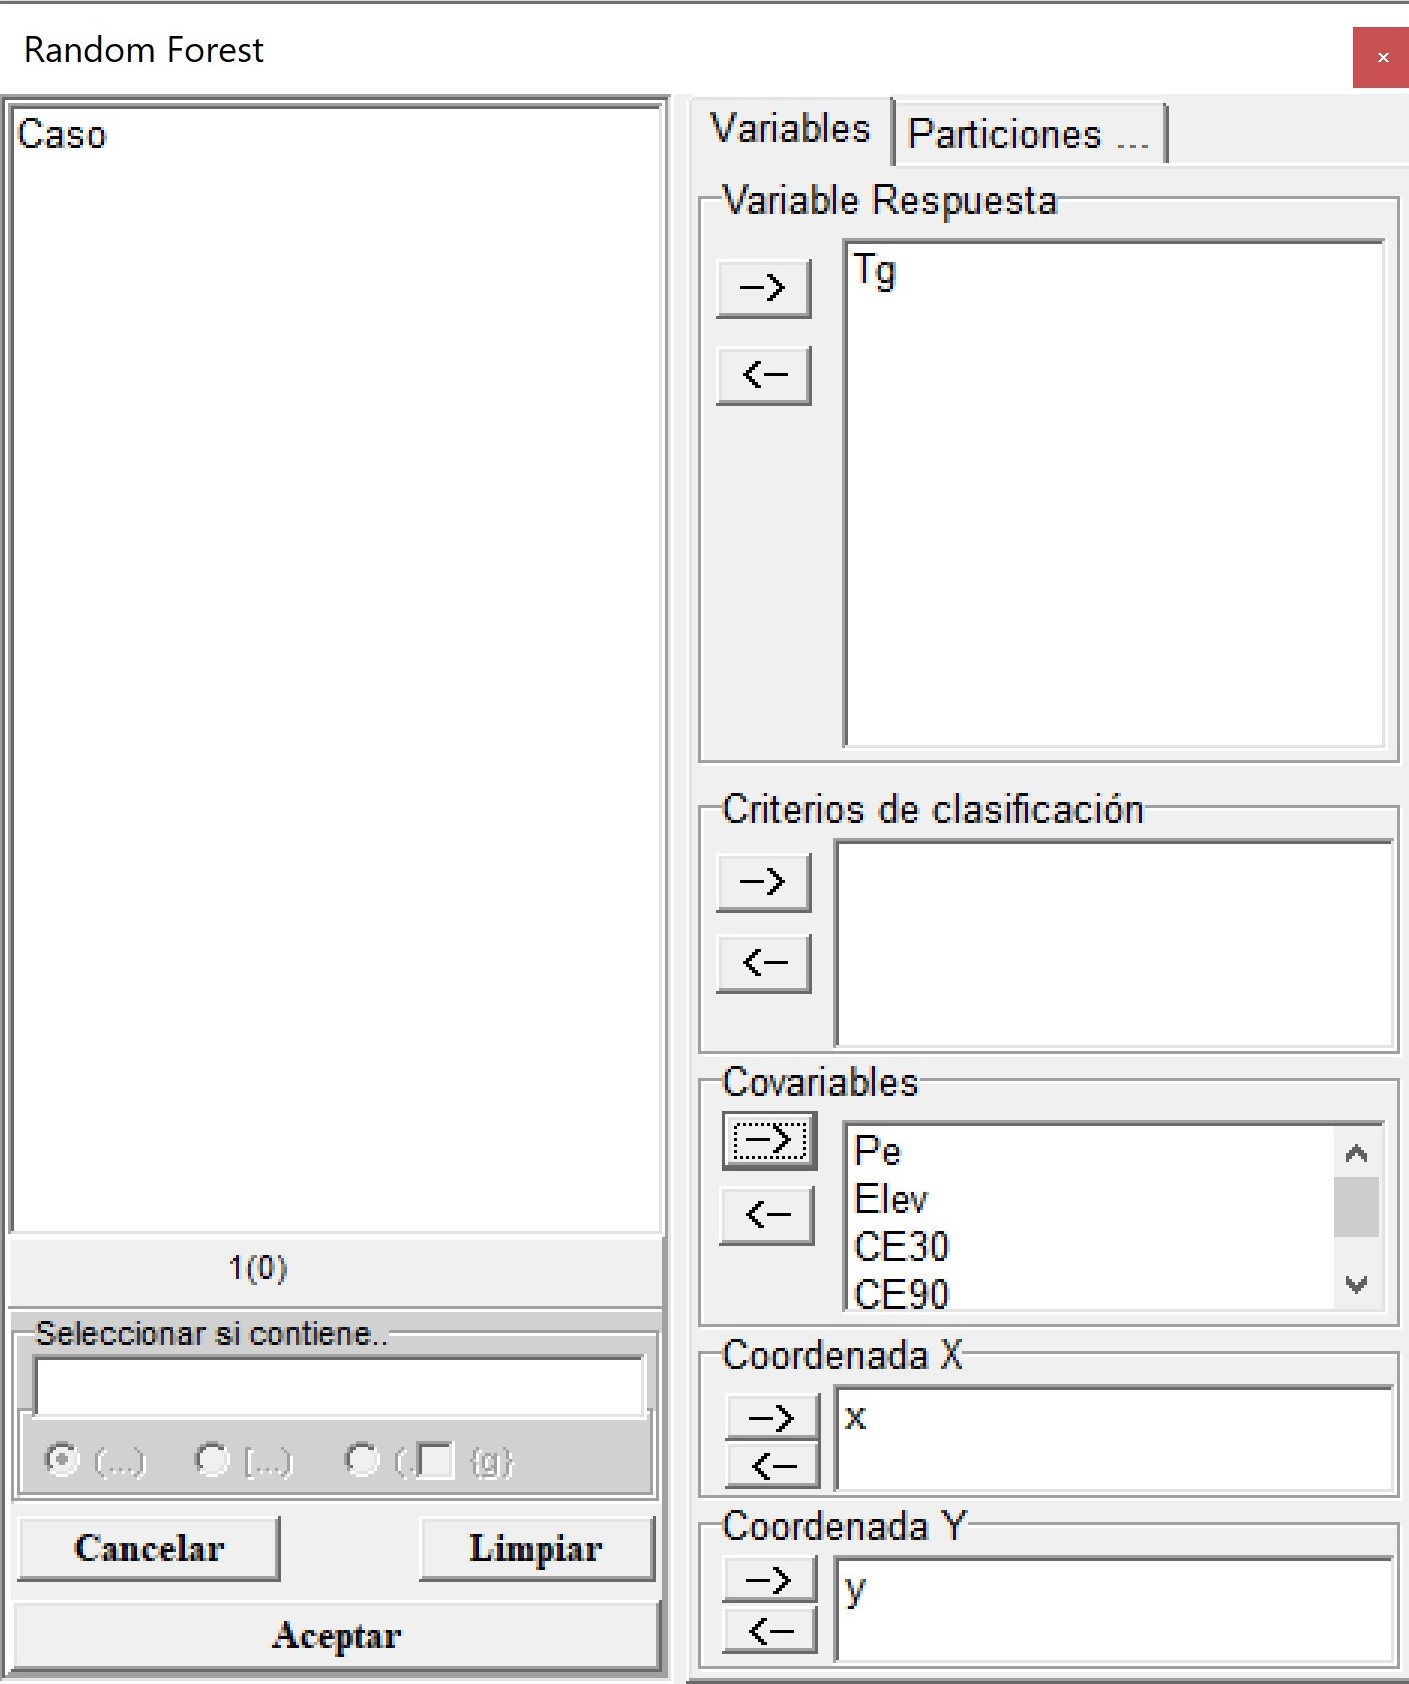 Random Forest
x
Caso
1(0)
Seleccionar si contiene..
(...) [...) (. {g}
Cancelar Limpiar
Aceptar
Variables Particiones ...
Variable Respuesta
-->
Tg
<--
Criterios de clasificación
-->
<--
Covariables
-->
<--
Pe
Elev
CE30
CE90
Coordenada X
-->
x
<--
Coordenada Y
-->
y
<--